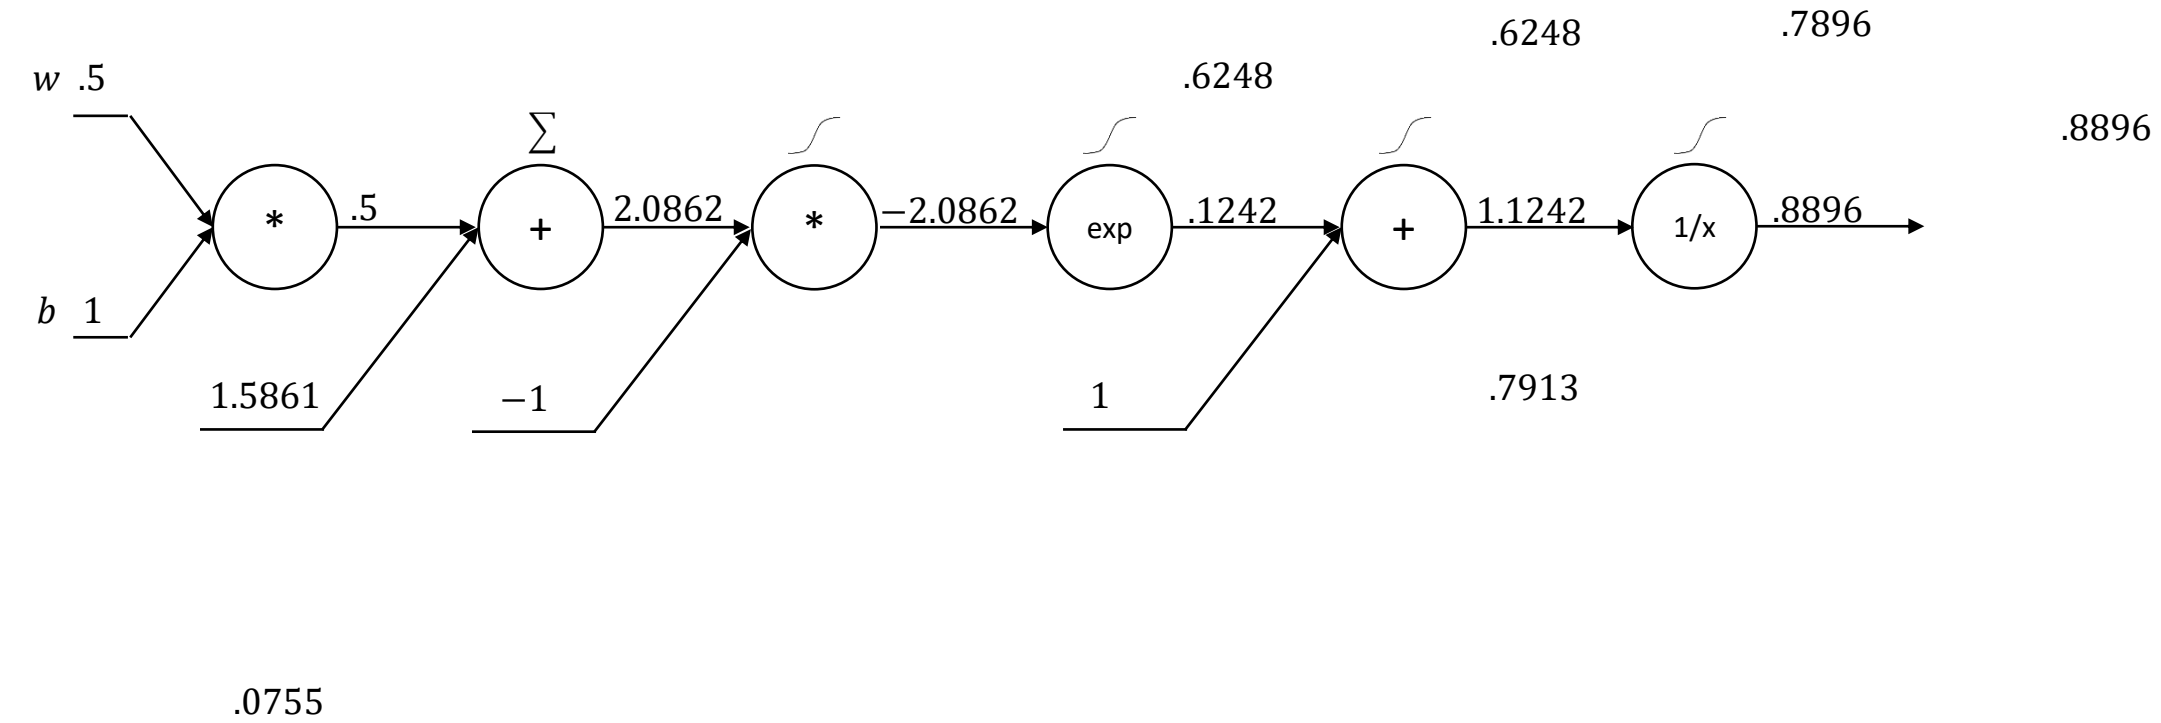 .7896
.6248
.6248
w .5
.8896
∑
* .5 + 2.0862 * −2.0862 exp .1242 + 1.1242 1/x .8896
b 1
1.5861 −1 1 .7913
.0755